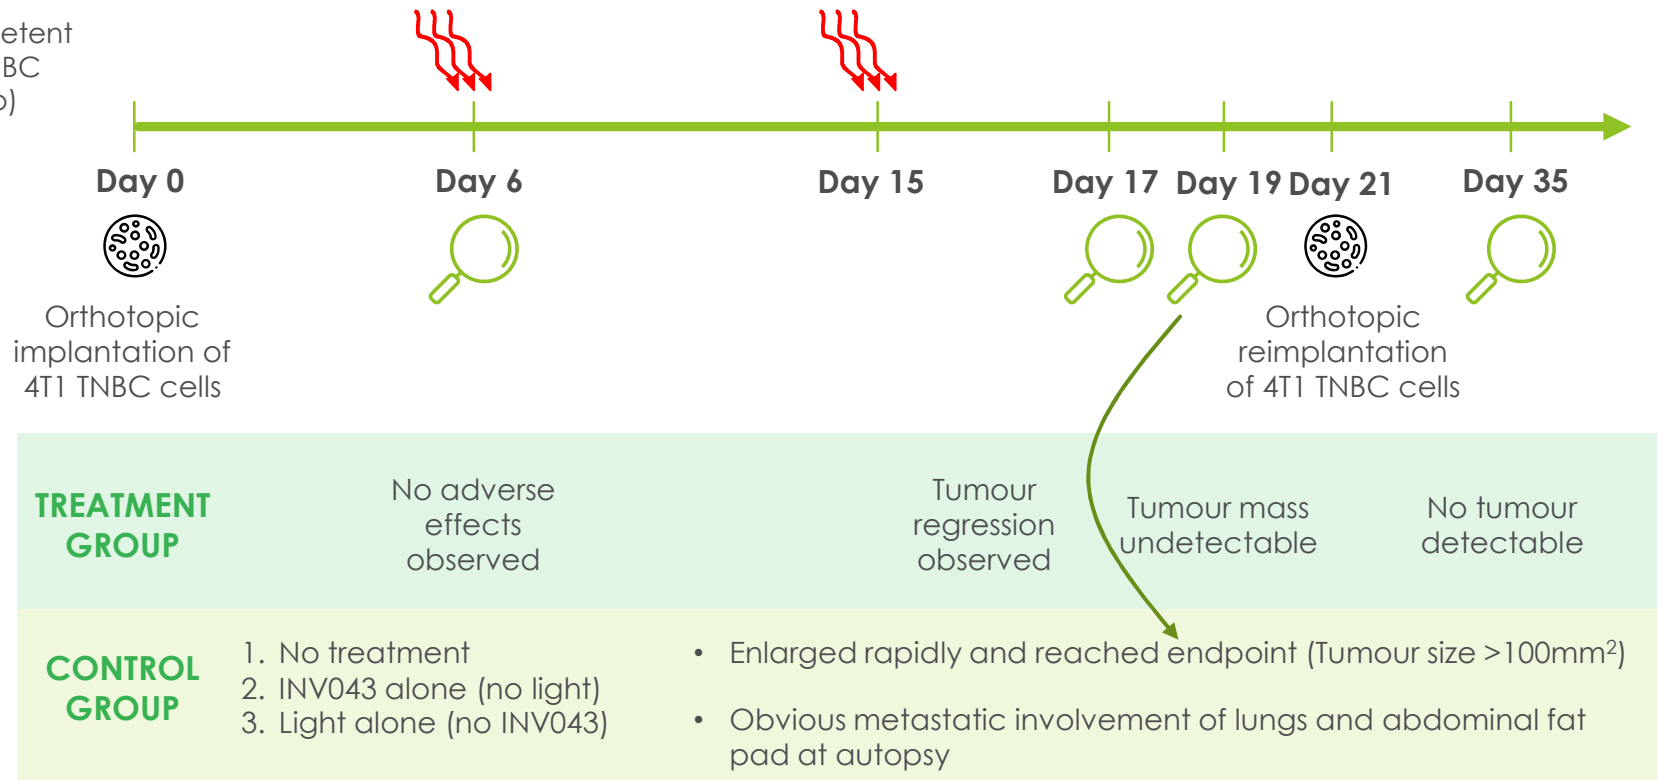 Day 0
Day 6
Day 15
Day 17
Day 19
Day 21
Day 35
Orthotopic
implantation of
4T1 TNBC cells
Orthotopic
reimplantation
of 4T1 TNBC cells
TREATMENT
GROUP
No adverse
effects
observed
Tumour
regression
observed
Tumour mass
undetectable
No tumour
detectable
CONTROL
GROUP
1. No treatment
2. INV043 alone (no light)
3. Light alone (no INV043)
• Enlarged rapidly and reached endpoint (Tumour size >100mm²)
• Obvious metastatic involvement of lungs and abdominal fat
pad at autopsy